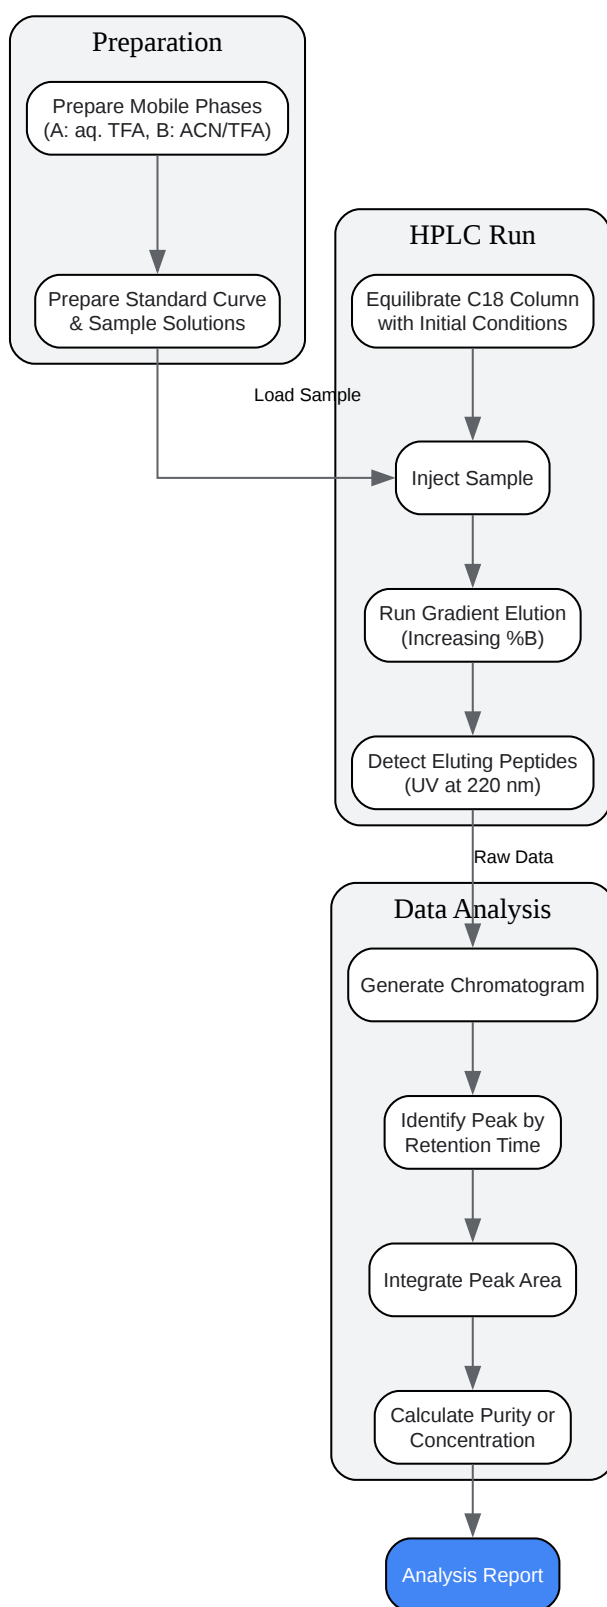 Preparation
Prepare Mobile Phases
(A: aq. TFA, B: ACN/TFA)
Prepare Standard Curve
& Sample Solutions
Load Sample
HPLC Run
Equilibrate C18 Column
with Initial Conditions
Inject Sample
Run Gradient Elution
(Increasing %B)
Detect Eluting Peptides
(UV at 220 nm)
Raw Data
Data Analysis
Generate Chromatogram
Identify Peak by
Retention Time
Integrate Peak Area
Calculate Purity or
Concentration
Analysis Report